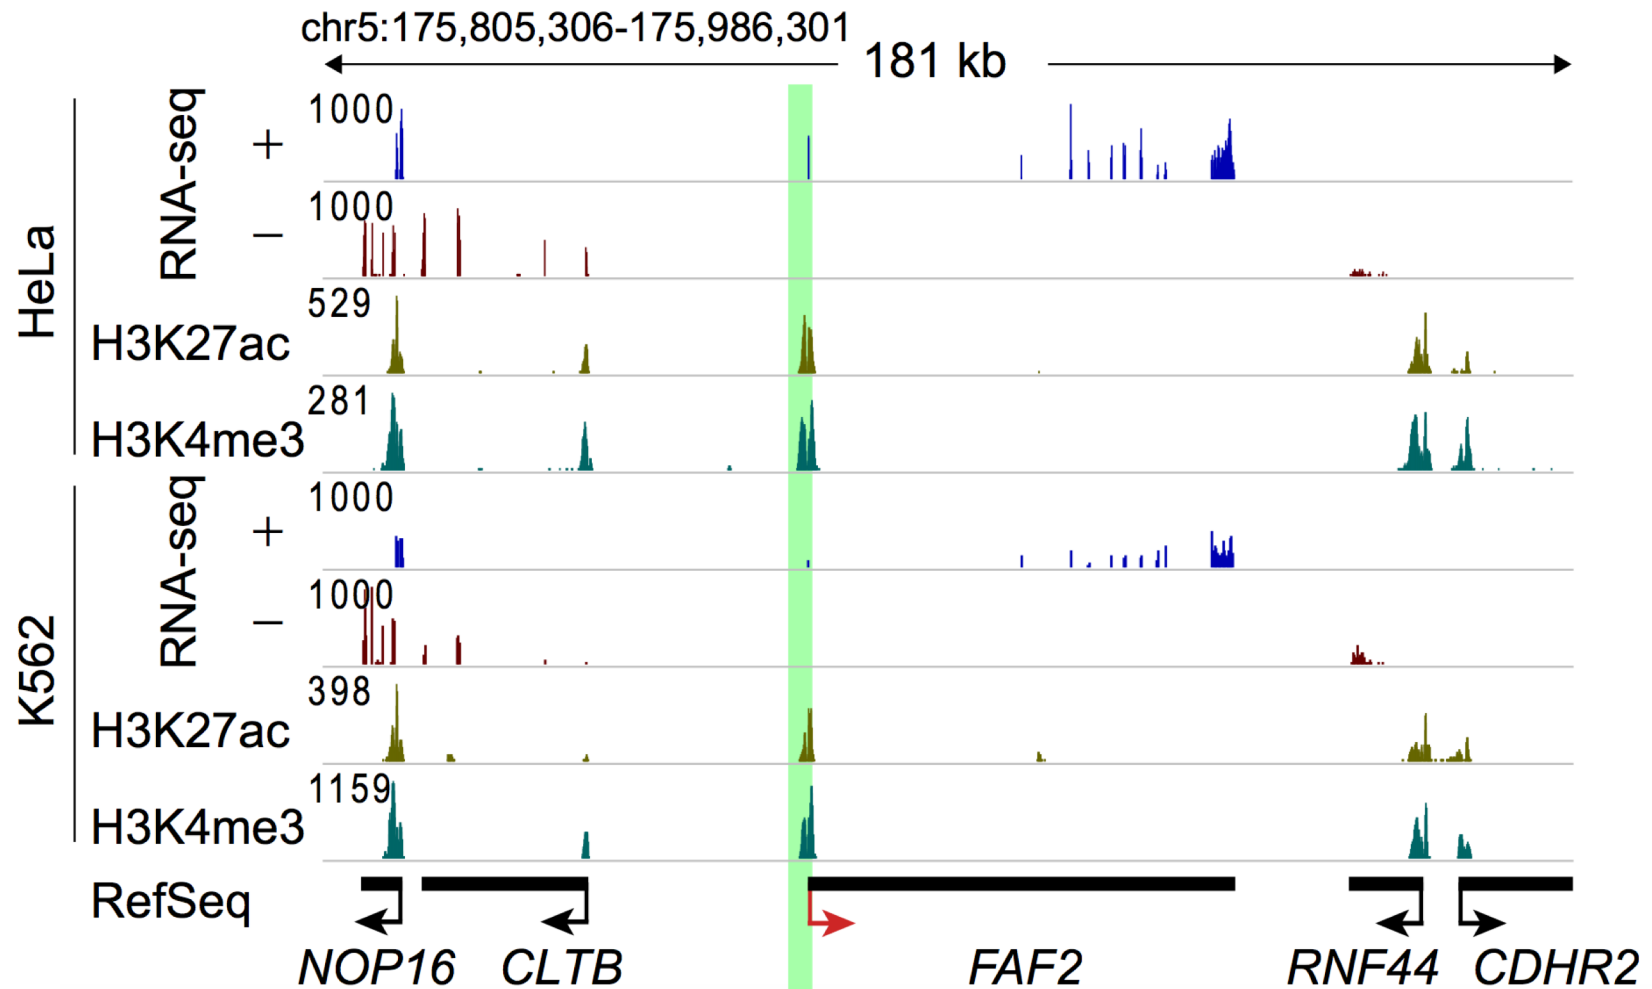 chr5:175,805,306-175,986,301
181 kb
HeLa
RNA-seq
+
1000
−
1000
H3K27ac
529
H3K4me3
281
K562
RNA-seq
+
1000
−
1000
H3K27ac
398
H3K4me3
1159
RefSeq
NOP16 CLTB FAF2 RNF44 CDHR2